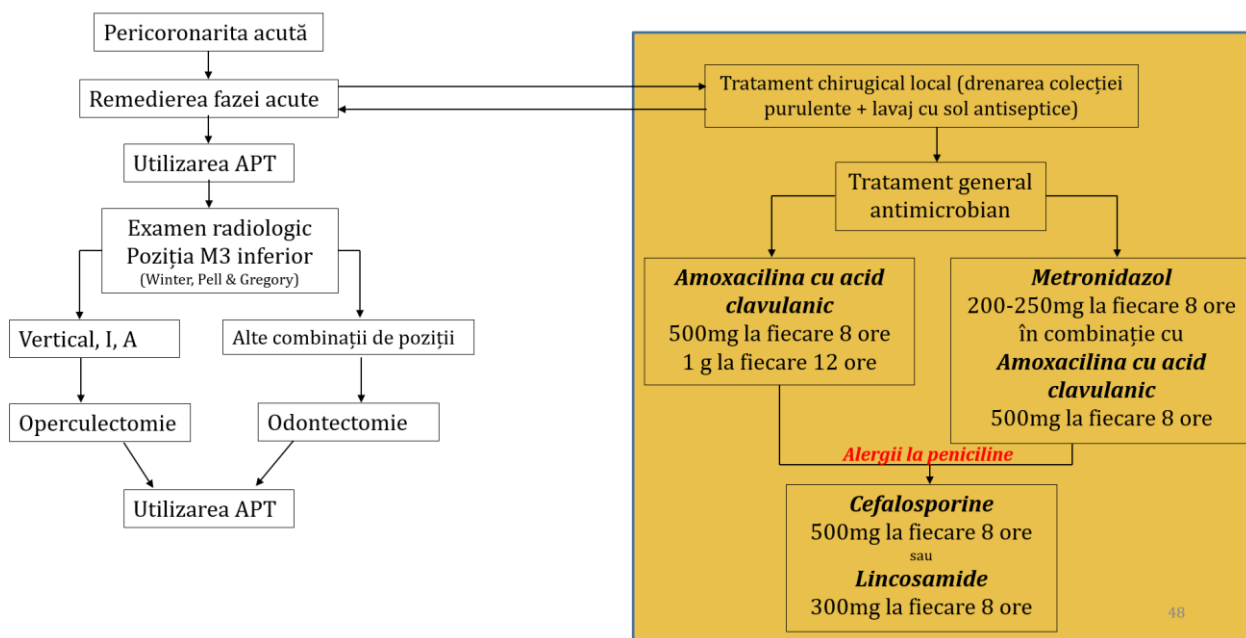 Pericoronarita acută
Remedierea fazei acute
Utilizarea APT
Examen radiologic
Poziția M3 inferior
(Winter, Pell & Gregory)
Vertical, I, A
Alte combinații de poziții
Operculectomie
Odontectomie
Utilizarea APT
Tratament chirugical local (drenarea colecției
purulente + lavaj cu sol antiseptice)
Tratament general
antimicrobian
Amoxacilina cu acid
clavulanic
500mg la fiecare 8 ore
1 g la fiecare 12 ore
Metronidazol
200-250mg la fiecare 8 ore
în combinație cu
Amoxacilina cu acid
clavulanic
500mg la fiecare 8 ore
Alergii la peniciline
Cefalosporine
500mg la fiecare 8 ore
sau
Lincosamide
300mg la fiecare 8 ore
48